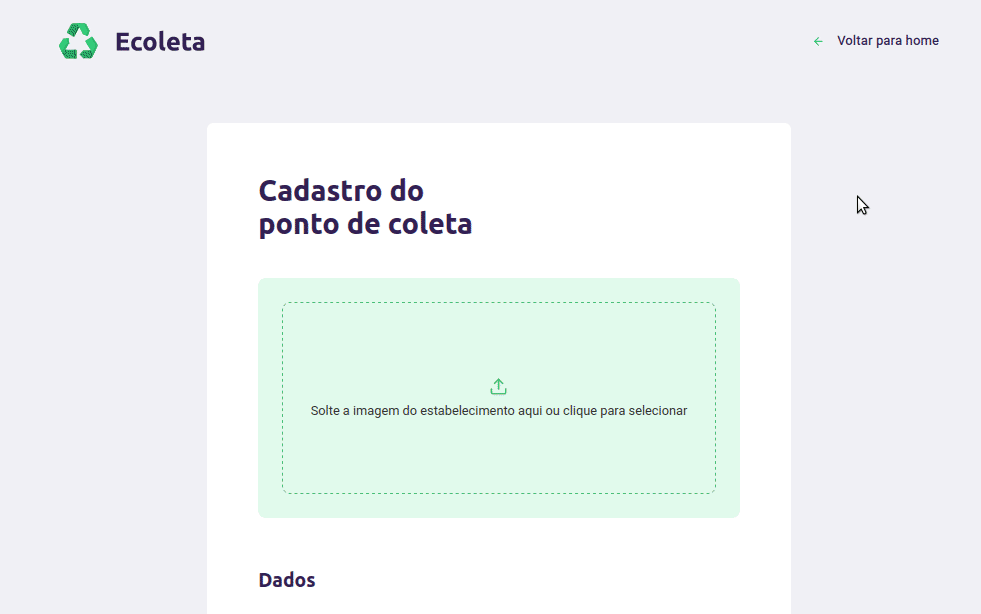 Ecoleta
Voltar para home
Cadastro do
ponto de coleta
Solte a imagem do estabelecimento aqui ou clique para selecionar
Dados